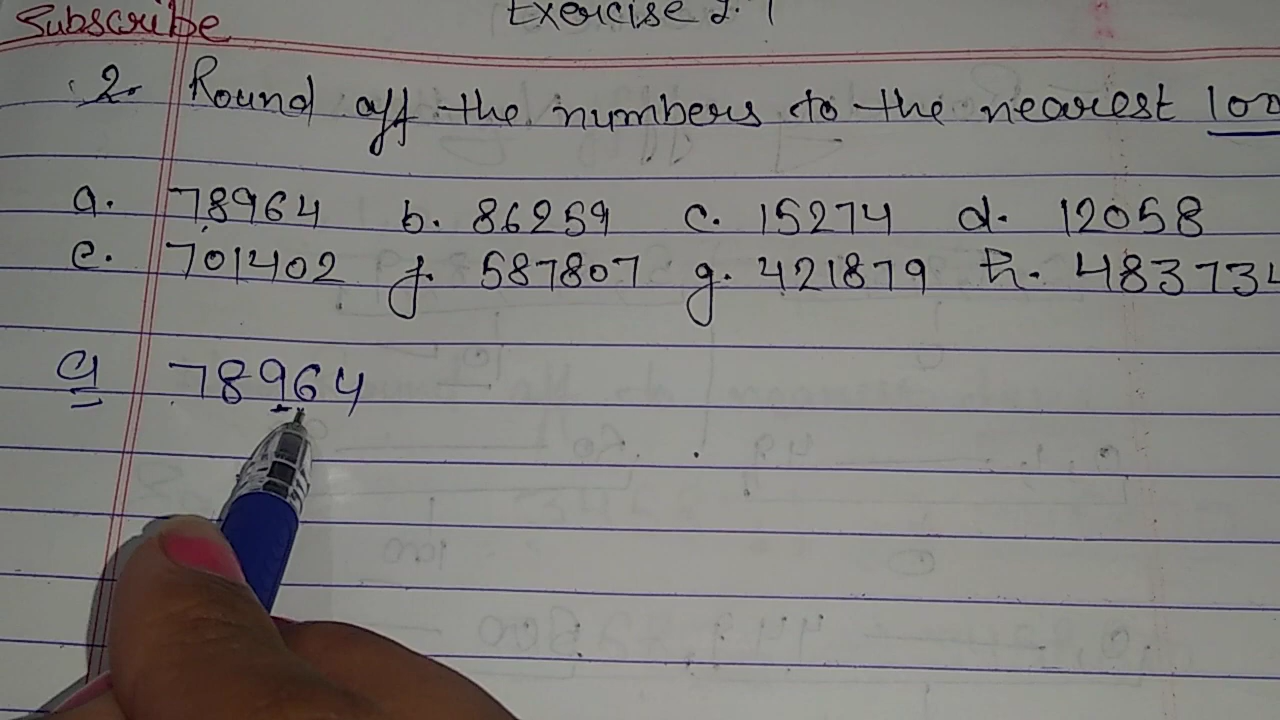 Subscribe Exercise 2.1
2. Round off the numbers to the nearest 100
a. 78964 b. 86259 c. 15274 d. 12058
e. 701402 f. 587807 g. 421879 h. 483734
a 78964